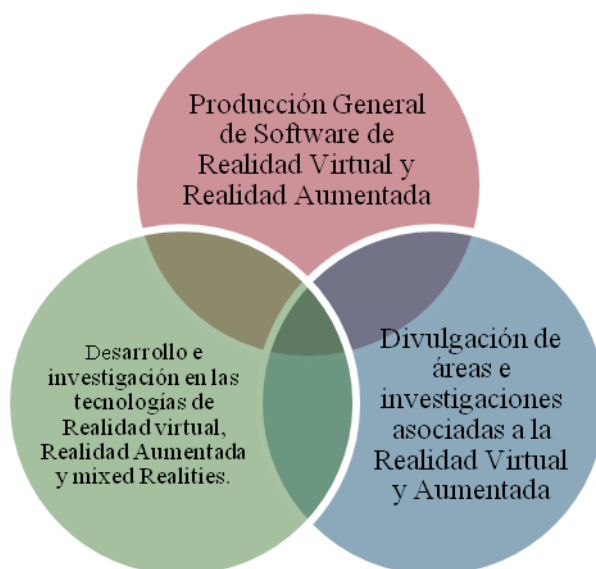 Producción General
de Software de
Realidad Virtual y
Realidad Aumentada
Desarrollo e
investigación en las
tecnologías de
Realidad virtual,
Realidad Aumentada
y mixed Realities.
Divulgación de
áreas e
investigaciones
asociadas a la
Realidad Virtual
y Aumentada